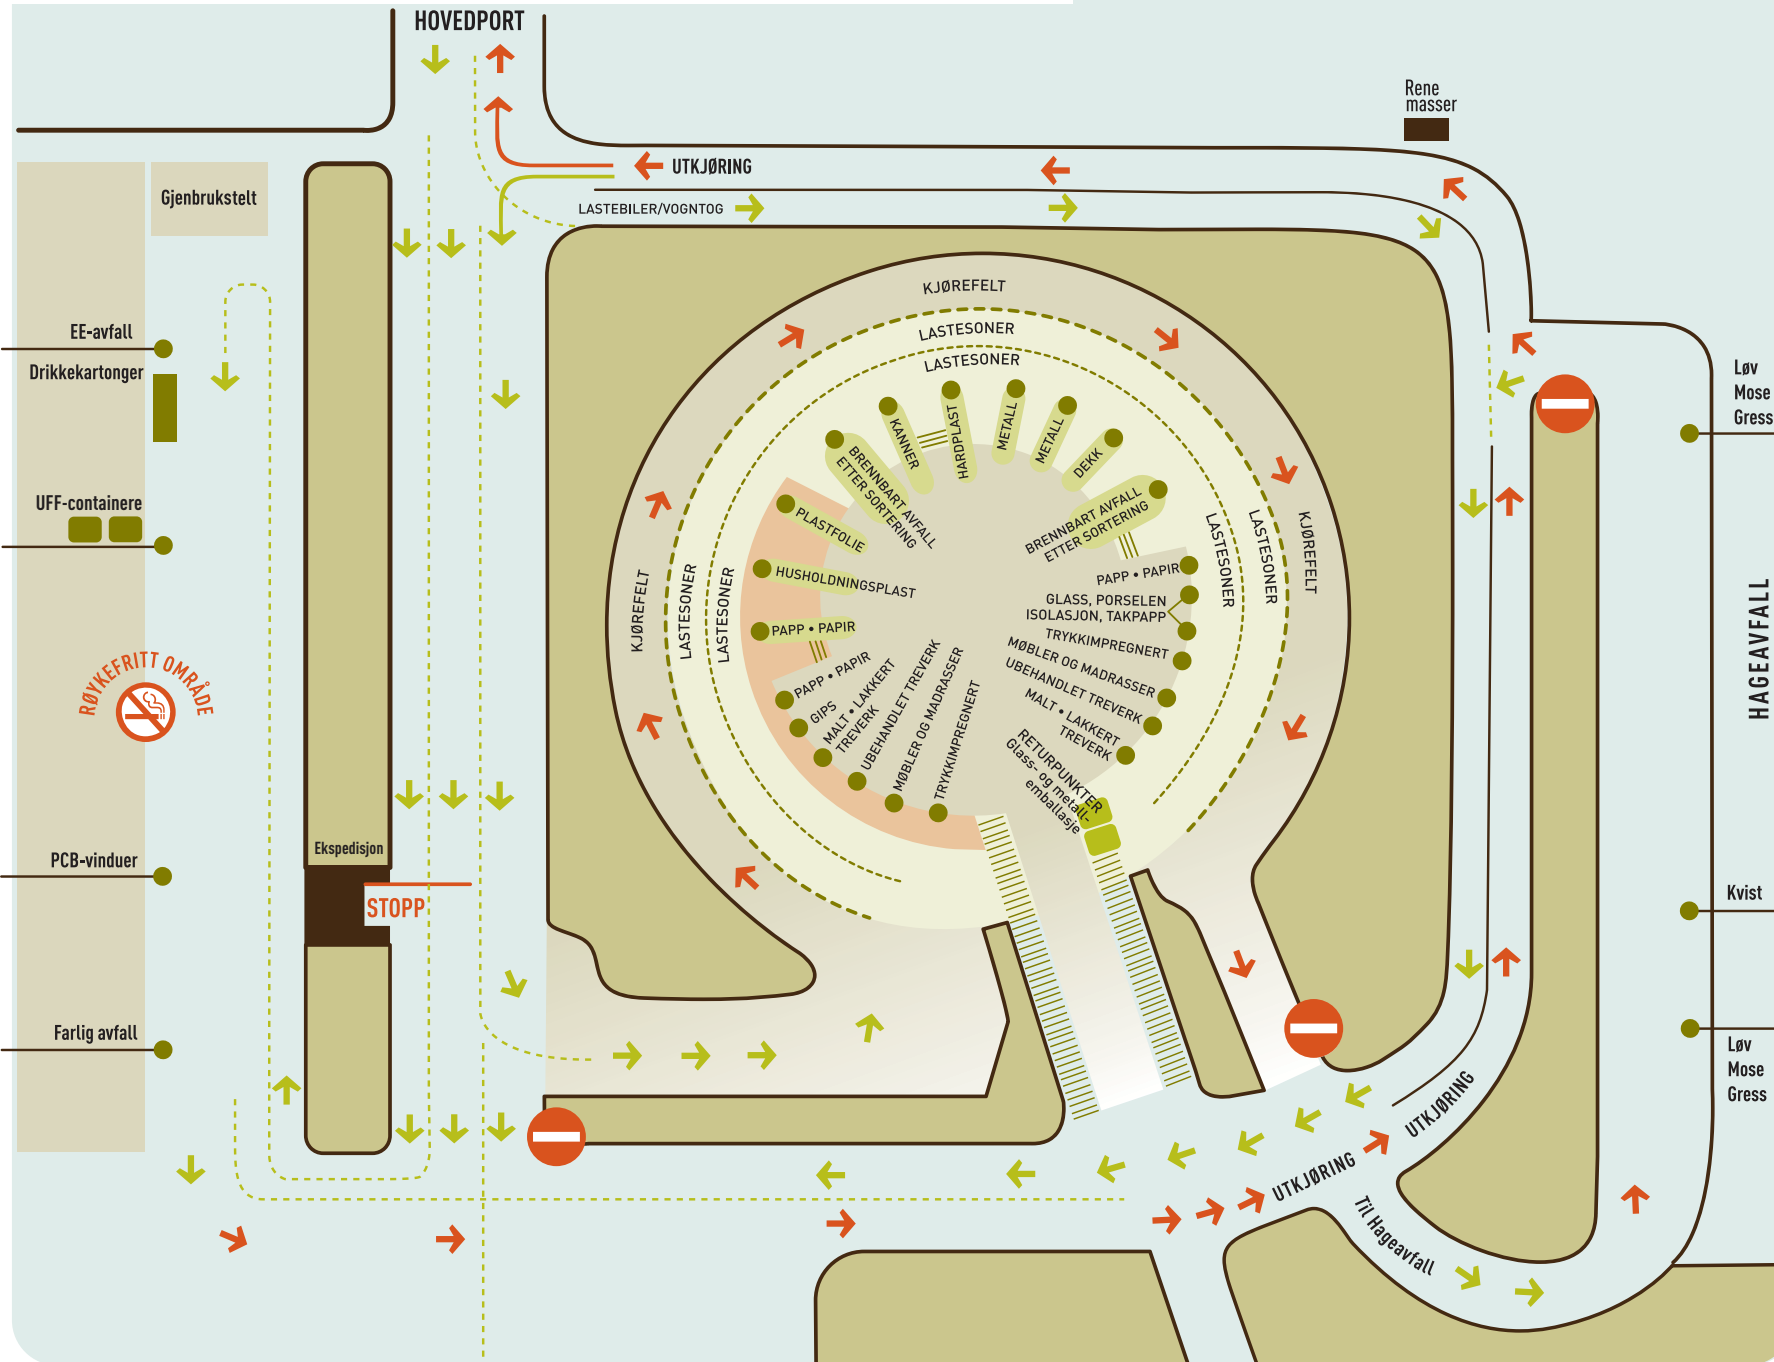 HOVEDPORT
Rene
masser
UTKJØRING
LASTEBILER/VOGNTOG
Gjenbrukstelt
EE-avfall
Drikkekartonger
UFF-containere
RØYKEFRITT OMRÅDE
PCB-vinduer
Farlig avfall
Ekspedisjon
STOPP
KJØREFELT
LASTESONER
LASTESONER
KJØREFELT
LASTESONER
LASTESONER
LASTESONER
LASTESONER
KJØREFELT
PLASTFOLIE
BRENNBART AVFALL
ETTER SORTERING
KANNER
HARDPLAST
METALL
METALL
DEKK
BRENNBART AVFALL
ETTER SORTERING
HUSHOLDNINGSPLAST
PAPP • PAPIR
PAPP • PAPIR
GIPS
MALT • LAKKERT
TREVERK
UBEHANDLET TREVERK
MØBLER OG MADRASSER
TRYKKIMPREGNERT
PAPP • PAPIR
GLASS, PORSELEN
ISOLASJON, TAKPAPP
TRYKKIMPREGNERT
MØBLER OG MADRASSER
UBEHANDLET TREVERK
MALT • LAKKERT
TREVERK
RETURPUNKTER
Glass- og metall-
emballasje
Løv
Mose
Gress
HAGEAVFALL
Kvist
Løv
Mose
Gress
UTKJØRING
UTKJØRING
Til Hageavfall